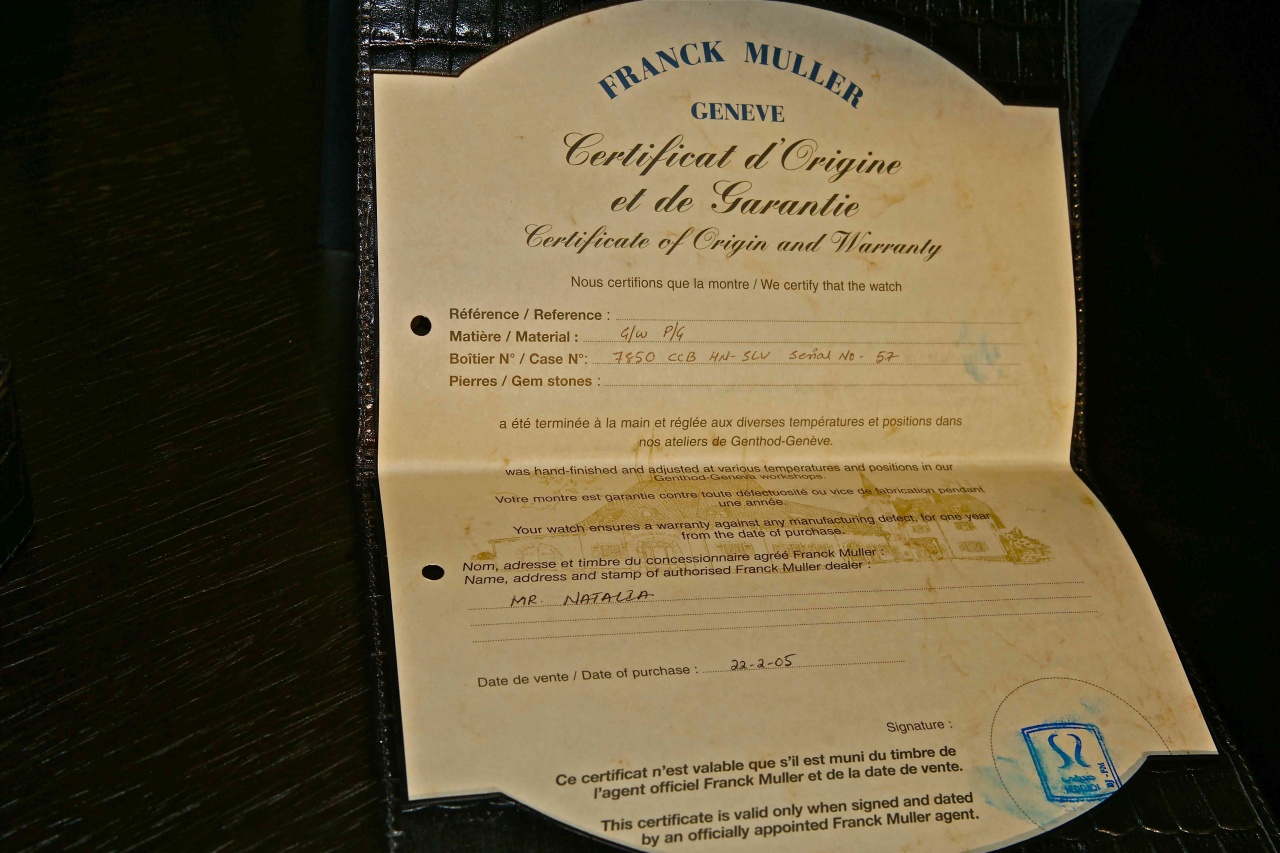 FRANCK MULLER
GENEVE
Certificat d'Origine
et de Garantie
Certificate of Origin and Warranty
Nous certifions que la montre / We certify that the watch
Référence / Reference :
Matière / Material : G/W P/G
Boîtier N° / Case N°: 7850 CCB HN-SLV Serial No- 57
Pierres / Gem stones :
a été terminée à la main et réglée aux diverses températures et positions dans
nos ateliers de Genthod-Genève.
was hand-finished and adjusted at various temperatures and positions in our
Genthod-Geneva workshops.
Votre montre est garantie contre toute défectuosité ou vice de fabrication pendant
une année.
Your watch ensures a warranty against any manufacturing defect, for one year
from the date of purchase.
Nom, adresse et timbre du concessionnaire agréé Franck Muller :
Name, address and stamp of authorised Franck Muller dealer :
MR. NATALIA
Date de vente / Date of purchase : 22-2-05
Signature :
Ce certificat n'est valable que s'il est muni du timbre de
l'agent officiel Franck Muller et de la date de vente.
This certificate is valid only when signed and dated
by an officially appointed Franck Muller agent.